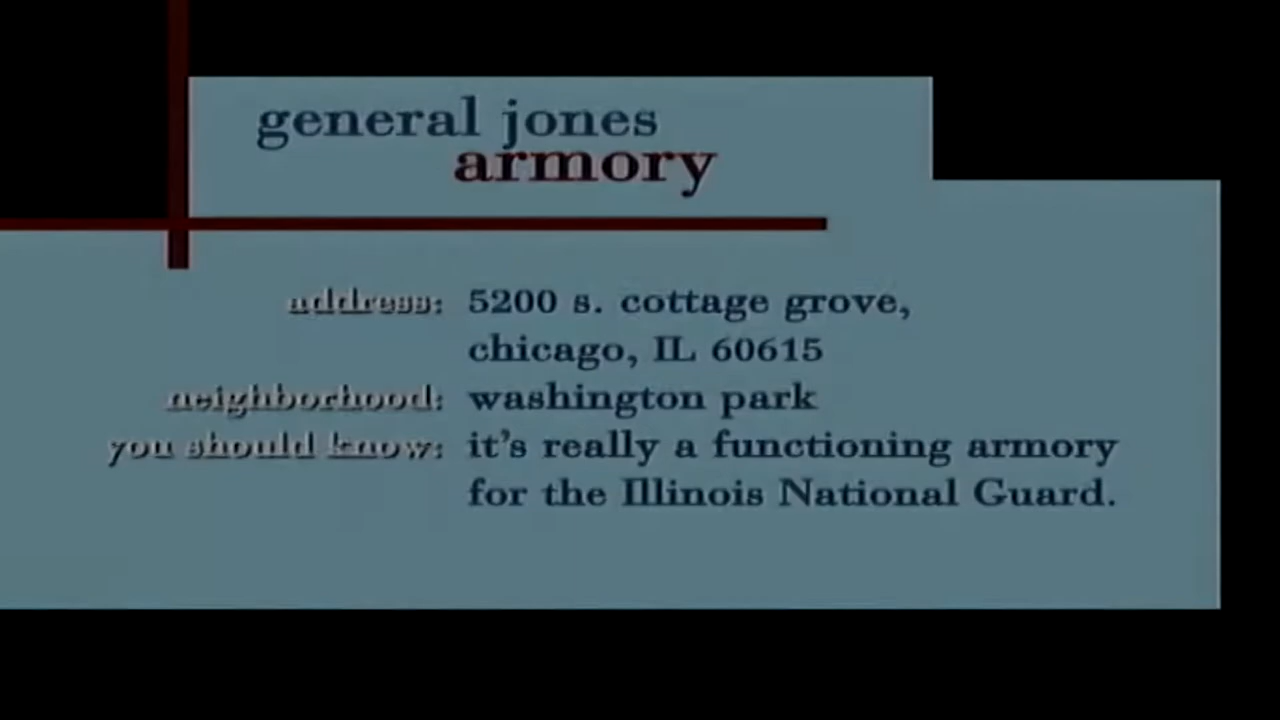 general jones
armory
address: 5200 s. cottage grove,
chicago, IL 60615
neighborhood: washington park
you should know: it's really a functioning armory
for the Illinois National Guard.